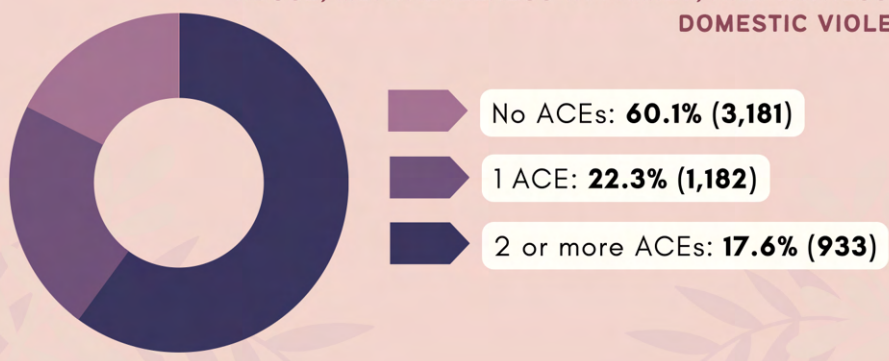 DOMESTIC VIOLE
No ACEs: 60.1% (3,181)
1 ACE: 22.3% (1,182)
2 or more ACEs: 17.6% (933)